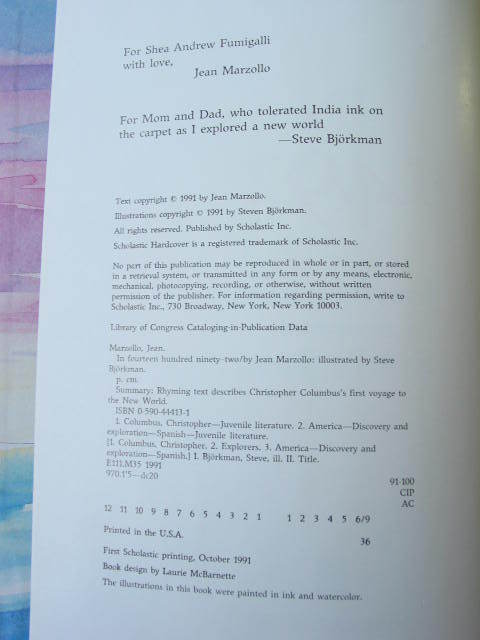 For Shea Andrew Fumigalli
with love,
Jean Marzollo
For Mom and Dad, who tolerated India ink on
the carpet as I explored a new world
—Steve Björkman
Text copyright © 1991 by Jean Marzollo.
Illustrations copyright © 1991 by Steven Björkman.
All rights reserved. Published by Scholastic Inc.
Scholastic Hardcover is a registered trademark of Scholastic Inc.
No part of this publication may be reproduced in whole or in part, or stored
in a retrieval system, or transmitted in any form or by any means, electronic,
mechanical, photocopying, recording, or otherwise, without written
permission of the publisher. For information regarding permission, write to
Scholastic Inc., 730 Broadway, New York, New York 10003.
Library of Congress Cataloging-in-Publication Data
Marzollo, Jean.
In fourteen hundred ninety-two/by Jean Marzollo: illustrated by Steve
Björkman.
p. cm.
Summary: Rhyming text describes Christopher Columbus's first voyage to
the New World.
ISBN 0-590-44413-1
1. Columbus, Christopher—Juvenile literature. 2. America—Discovery and
exploration—Spanish—Juvenile literature.
[1. Columbus, Christopher. 2. Explorers. 3. America—Discovery and
exploration—Spanish.] I. Björkman, Steve, ill. II. Title.
E111.M35 1991
970.1'5—dc20
91-100
CIP
AC
12 11 10 9 8 7 6 5 4 3 2 1 1 2 3 4 5 6/9
Printed in the U.S.A.
36
First Scholastic printing, October 1991
Book design by Laurie McBarnette
The illustrations in this book were painted in ink and watercolor.